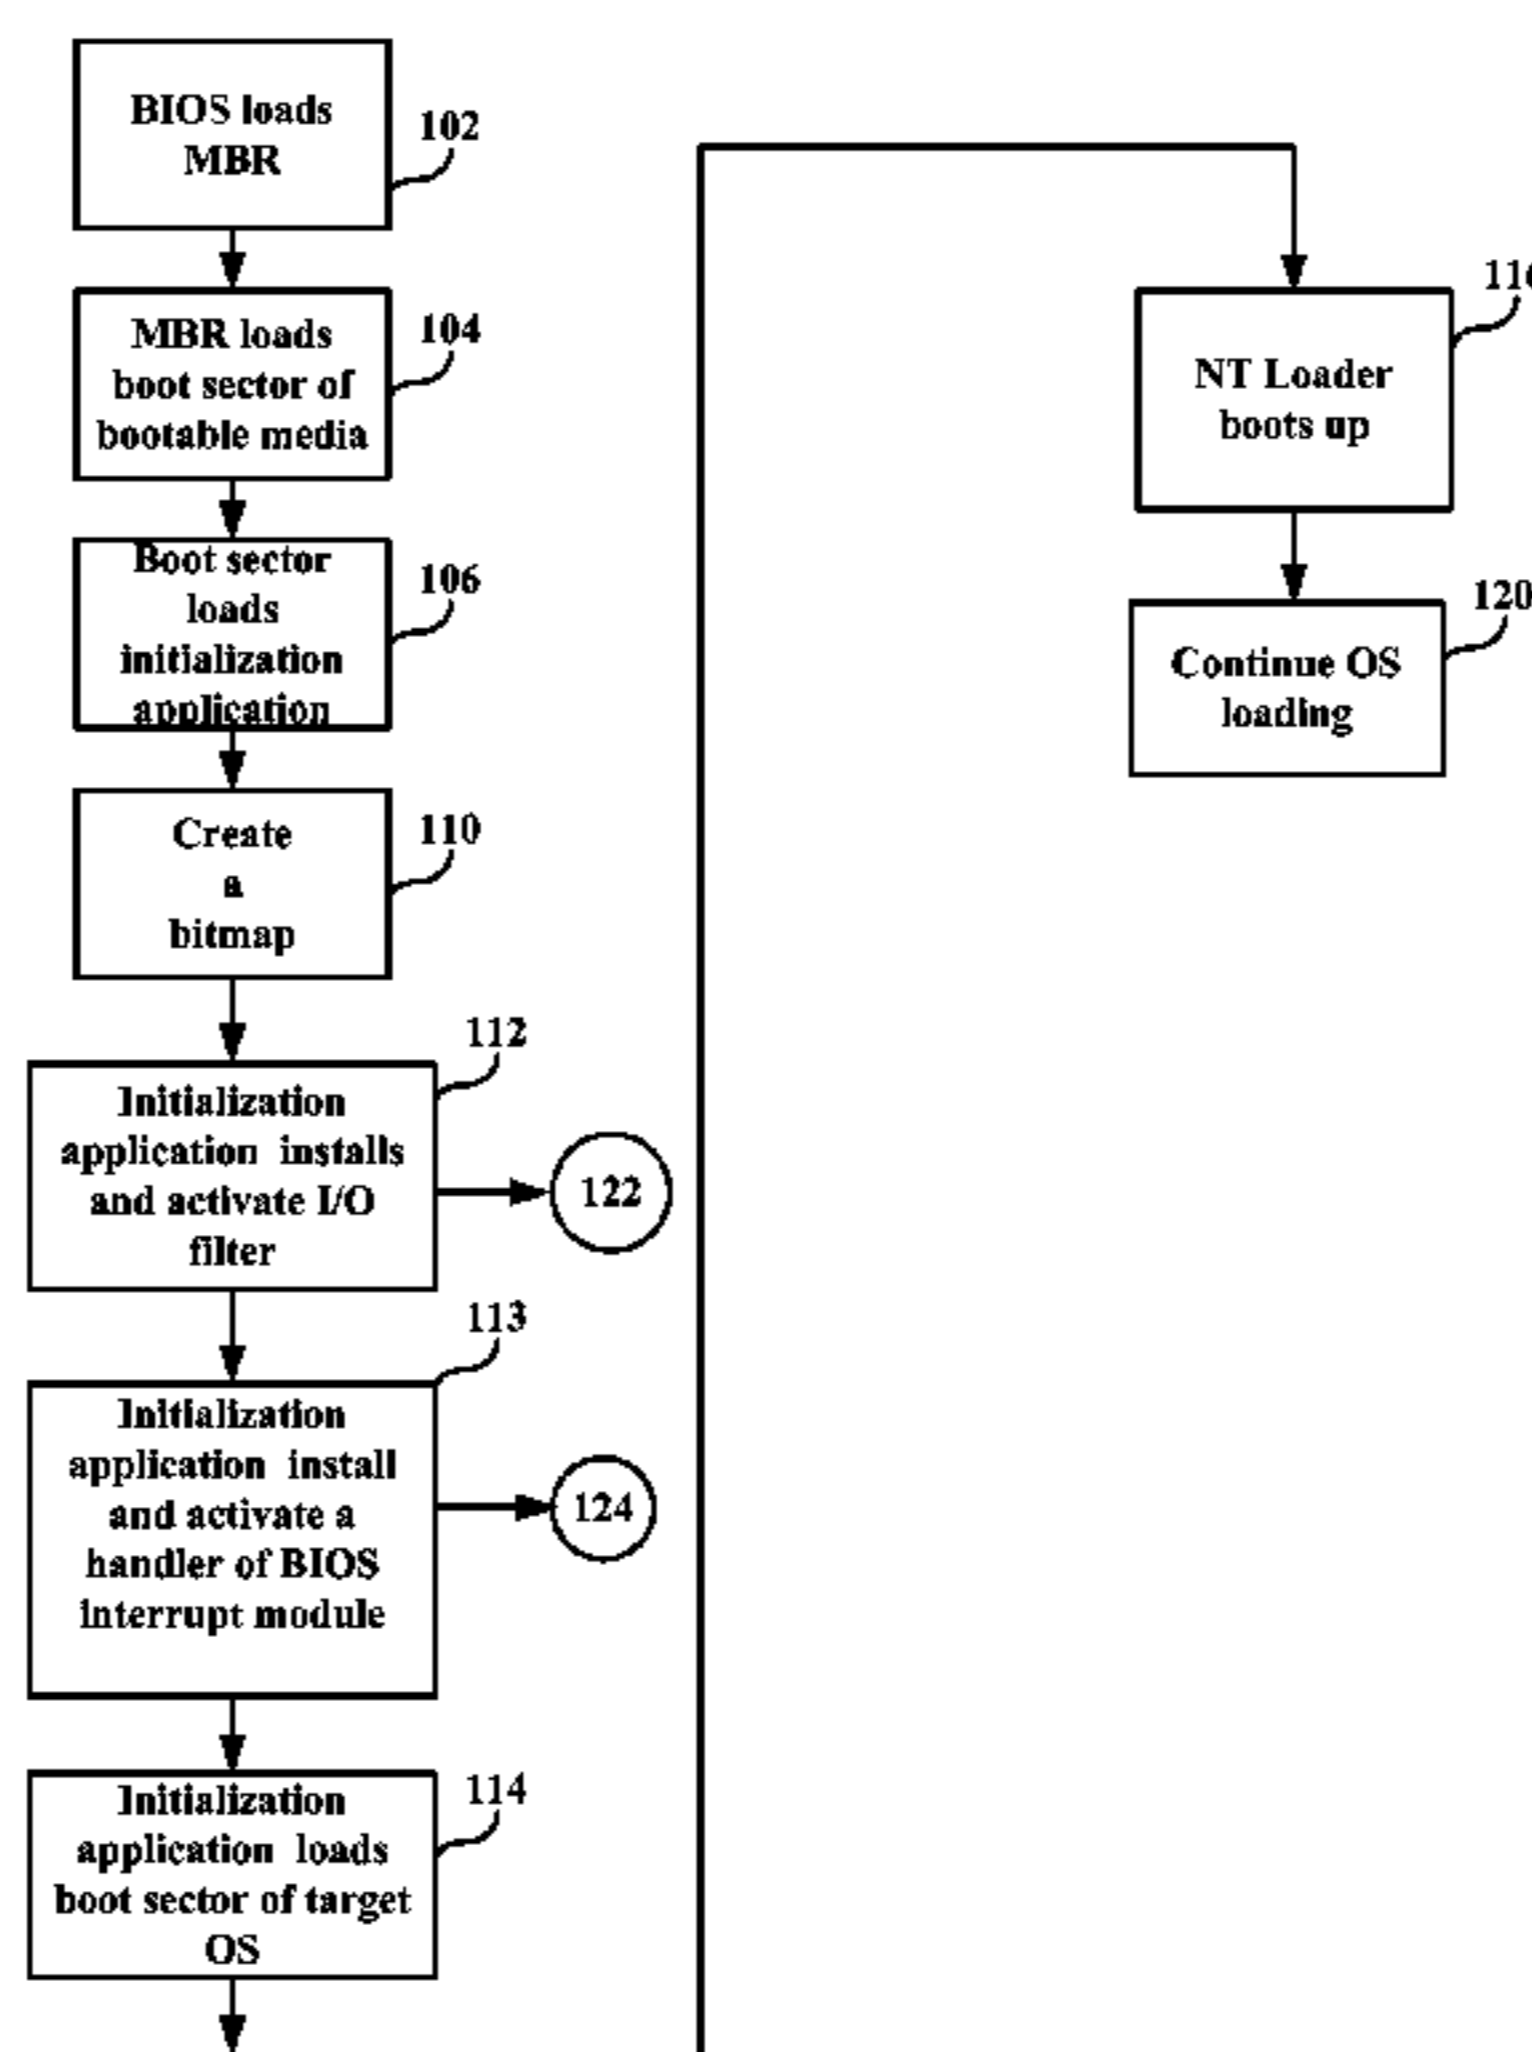 BIOS loads
MBR
102
MBR loads
boot sector of
bootable media
104
Boot sector
loads
initialization
application
106
Create
a
bitmap
110
Initialization
application installs
and activate I/O
filter
112
122
Initialization
application install
and activate a
handler of BIOS
interrupt module
113
124
Initialization
application loads
boot sector of target
OS
114
NT Loader
boots up
Continue OS
loading
120